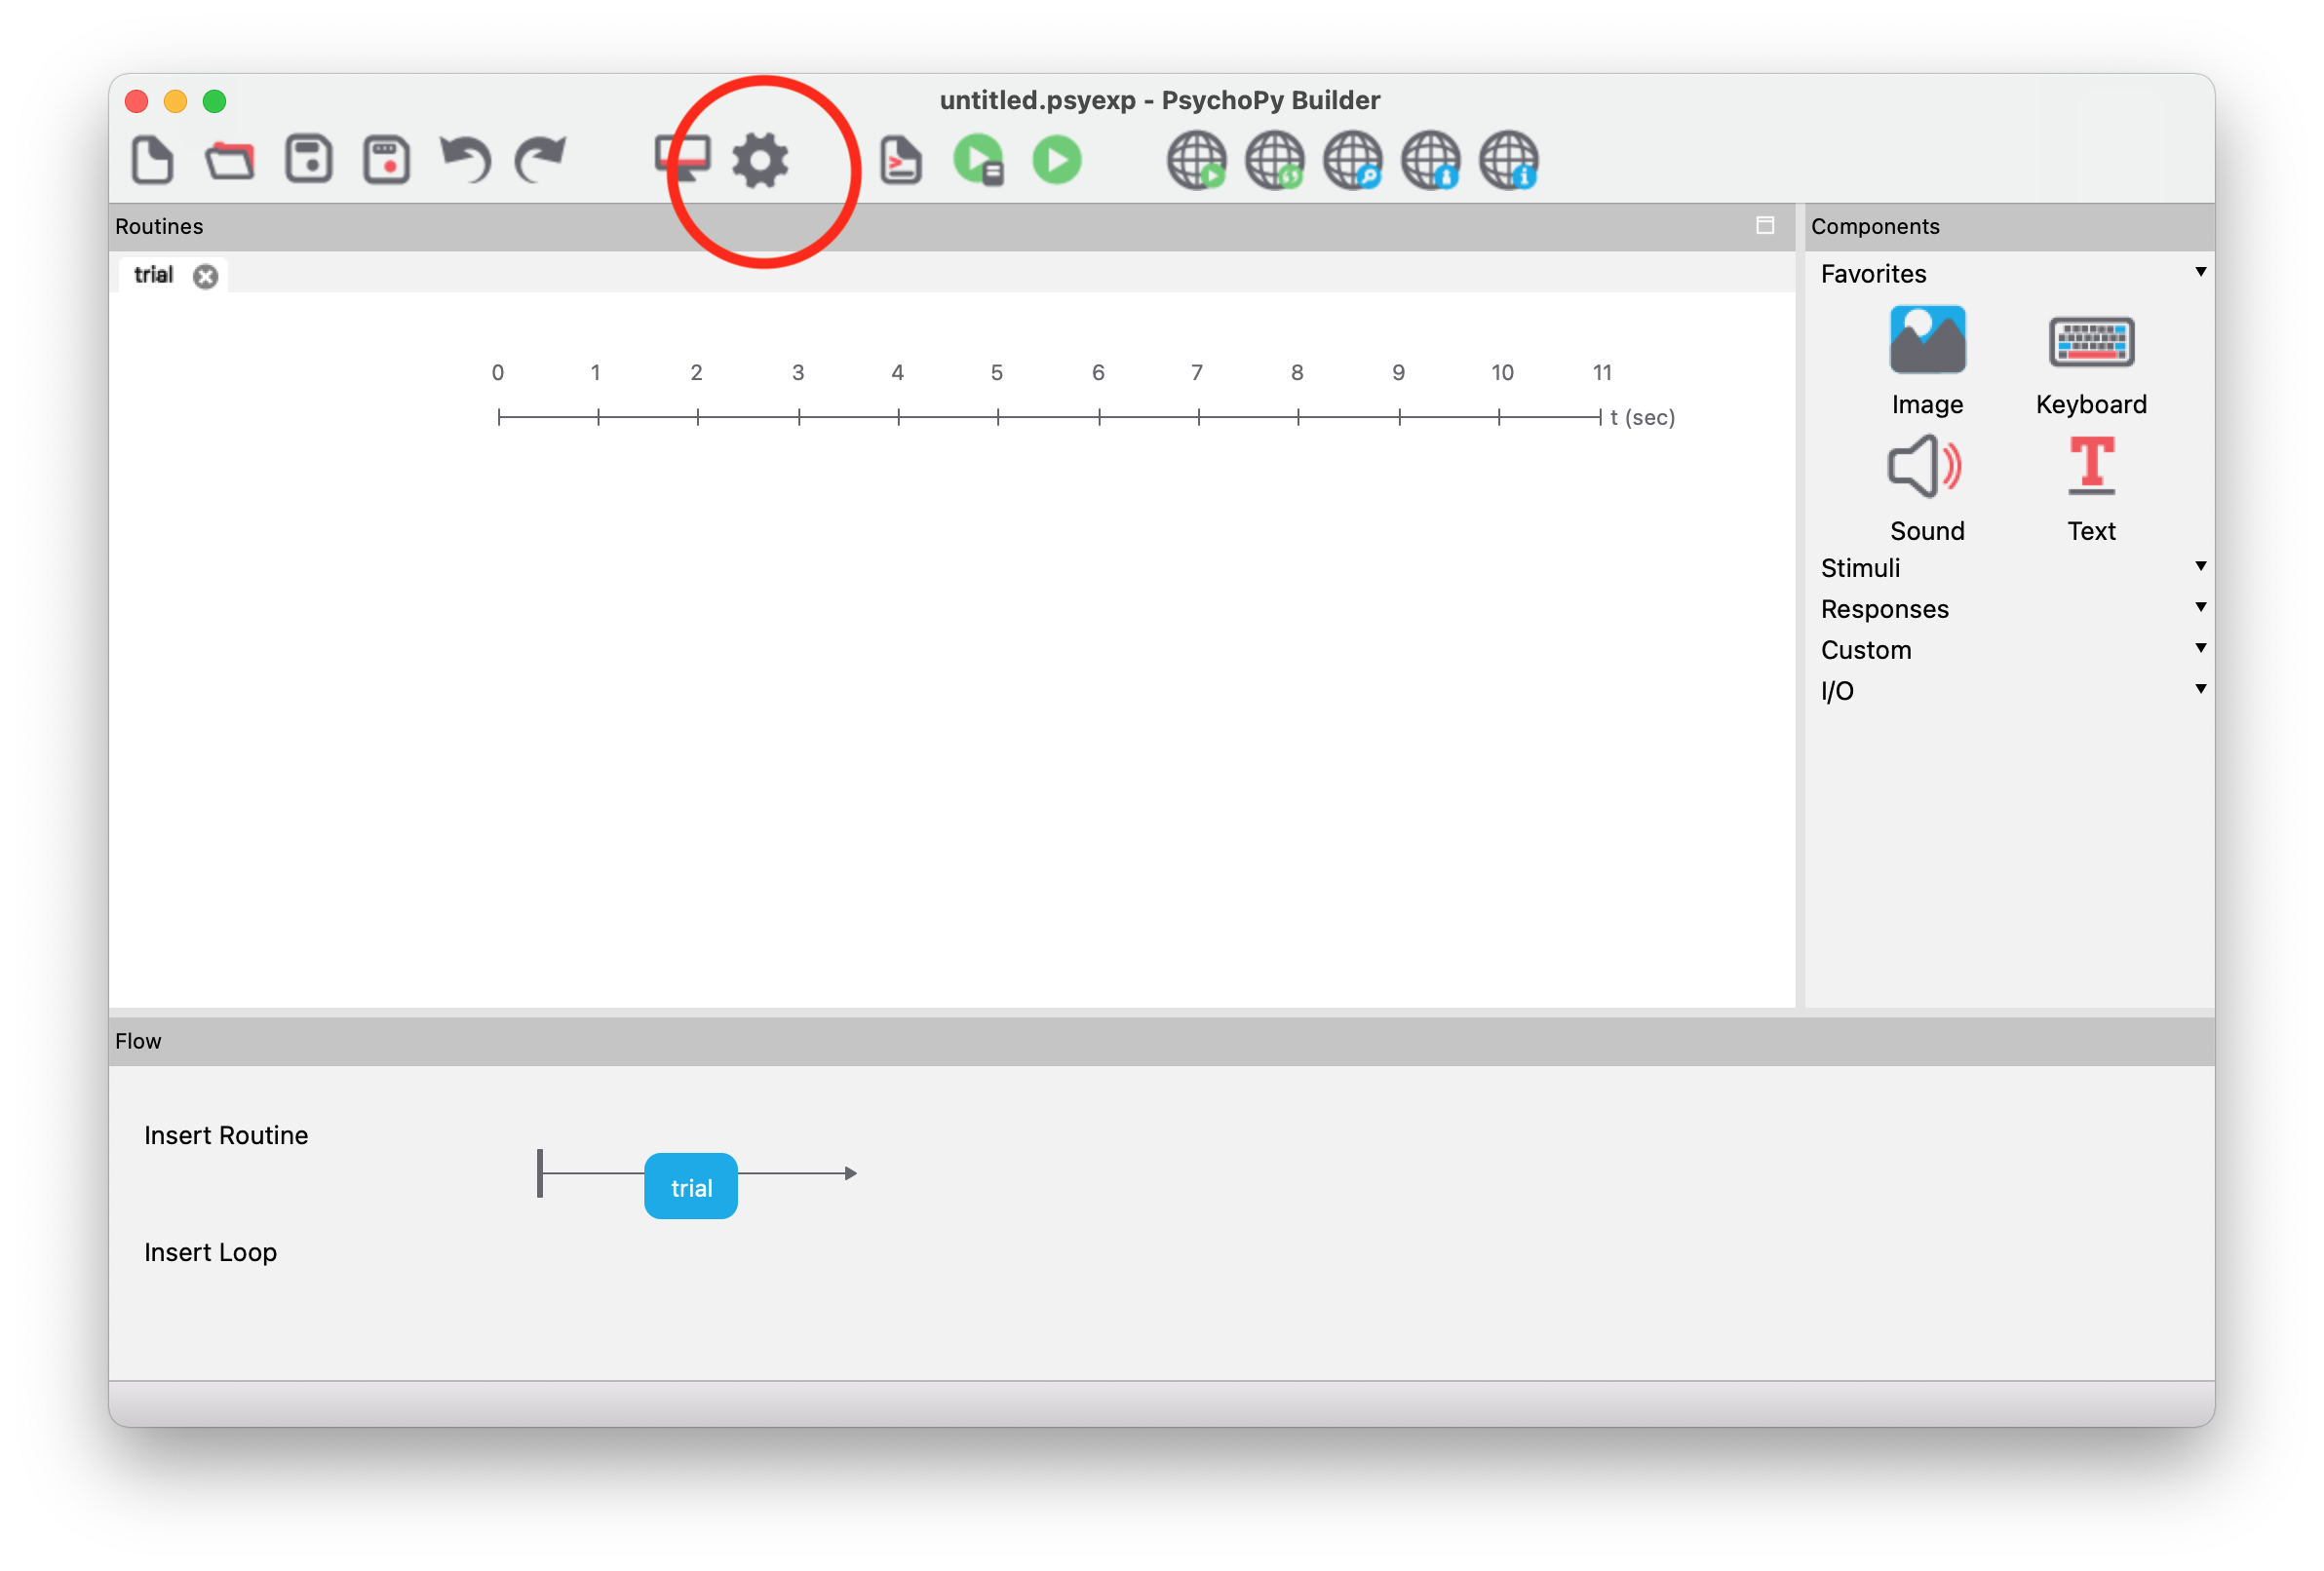 untitled.psyexp - PsychoPy Builder
Routines
Components
trial
Favorites
0 1 2 3 4 5 6 7 8 9 10 11
t (sec)
Image
Keyboard
Sound
Text
Stimuli
Responses
Custom
I/O
Flow
Insert Routine
trial
Insert Loop